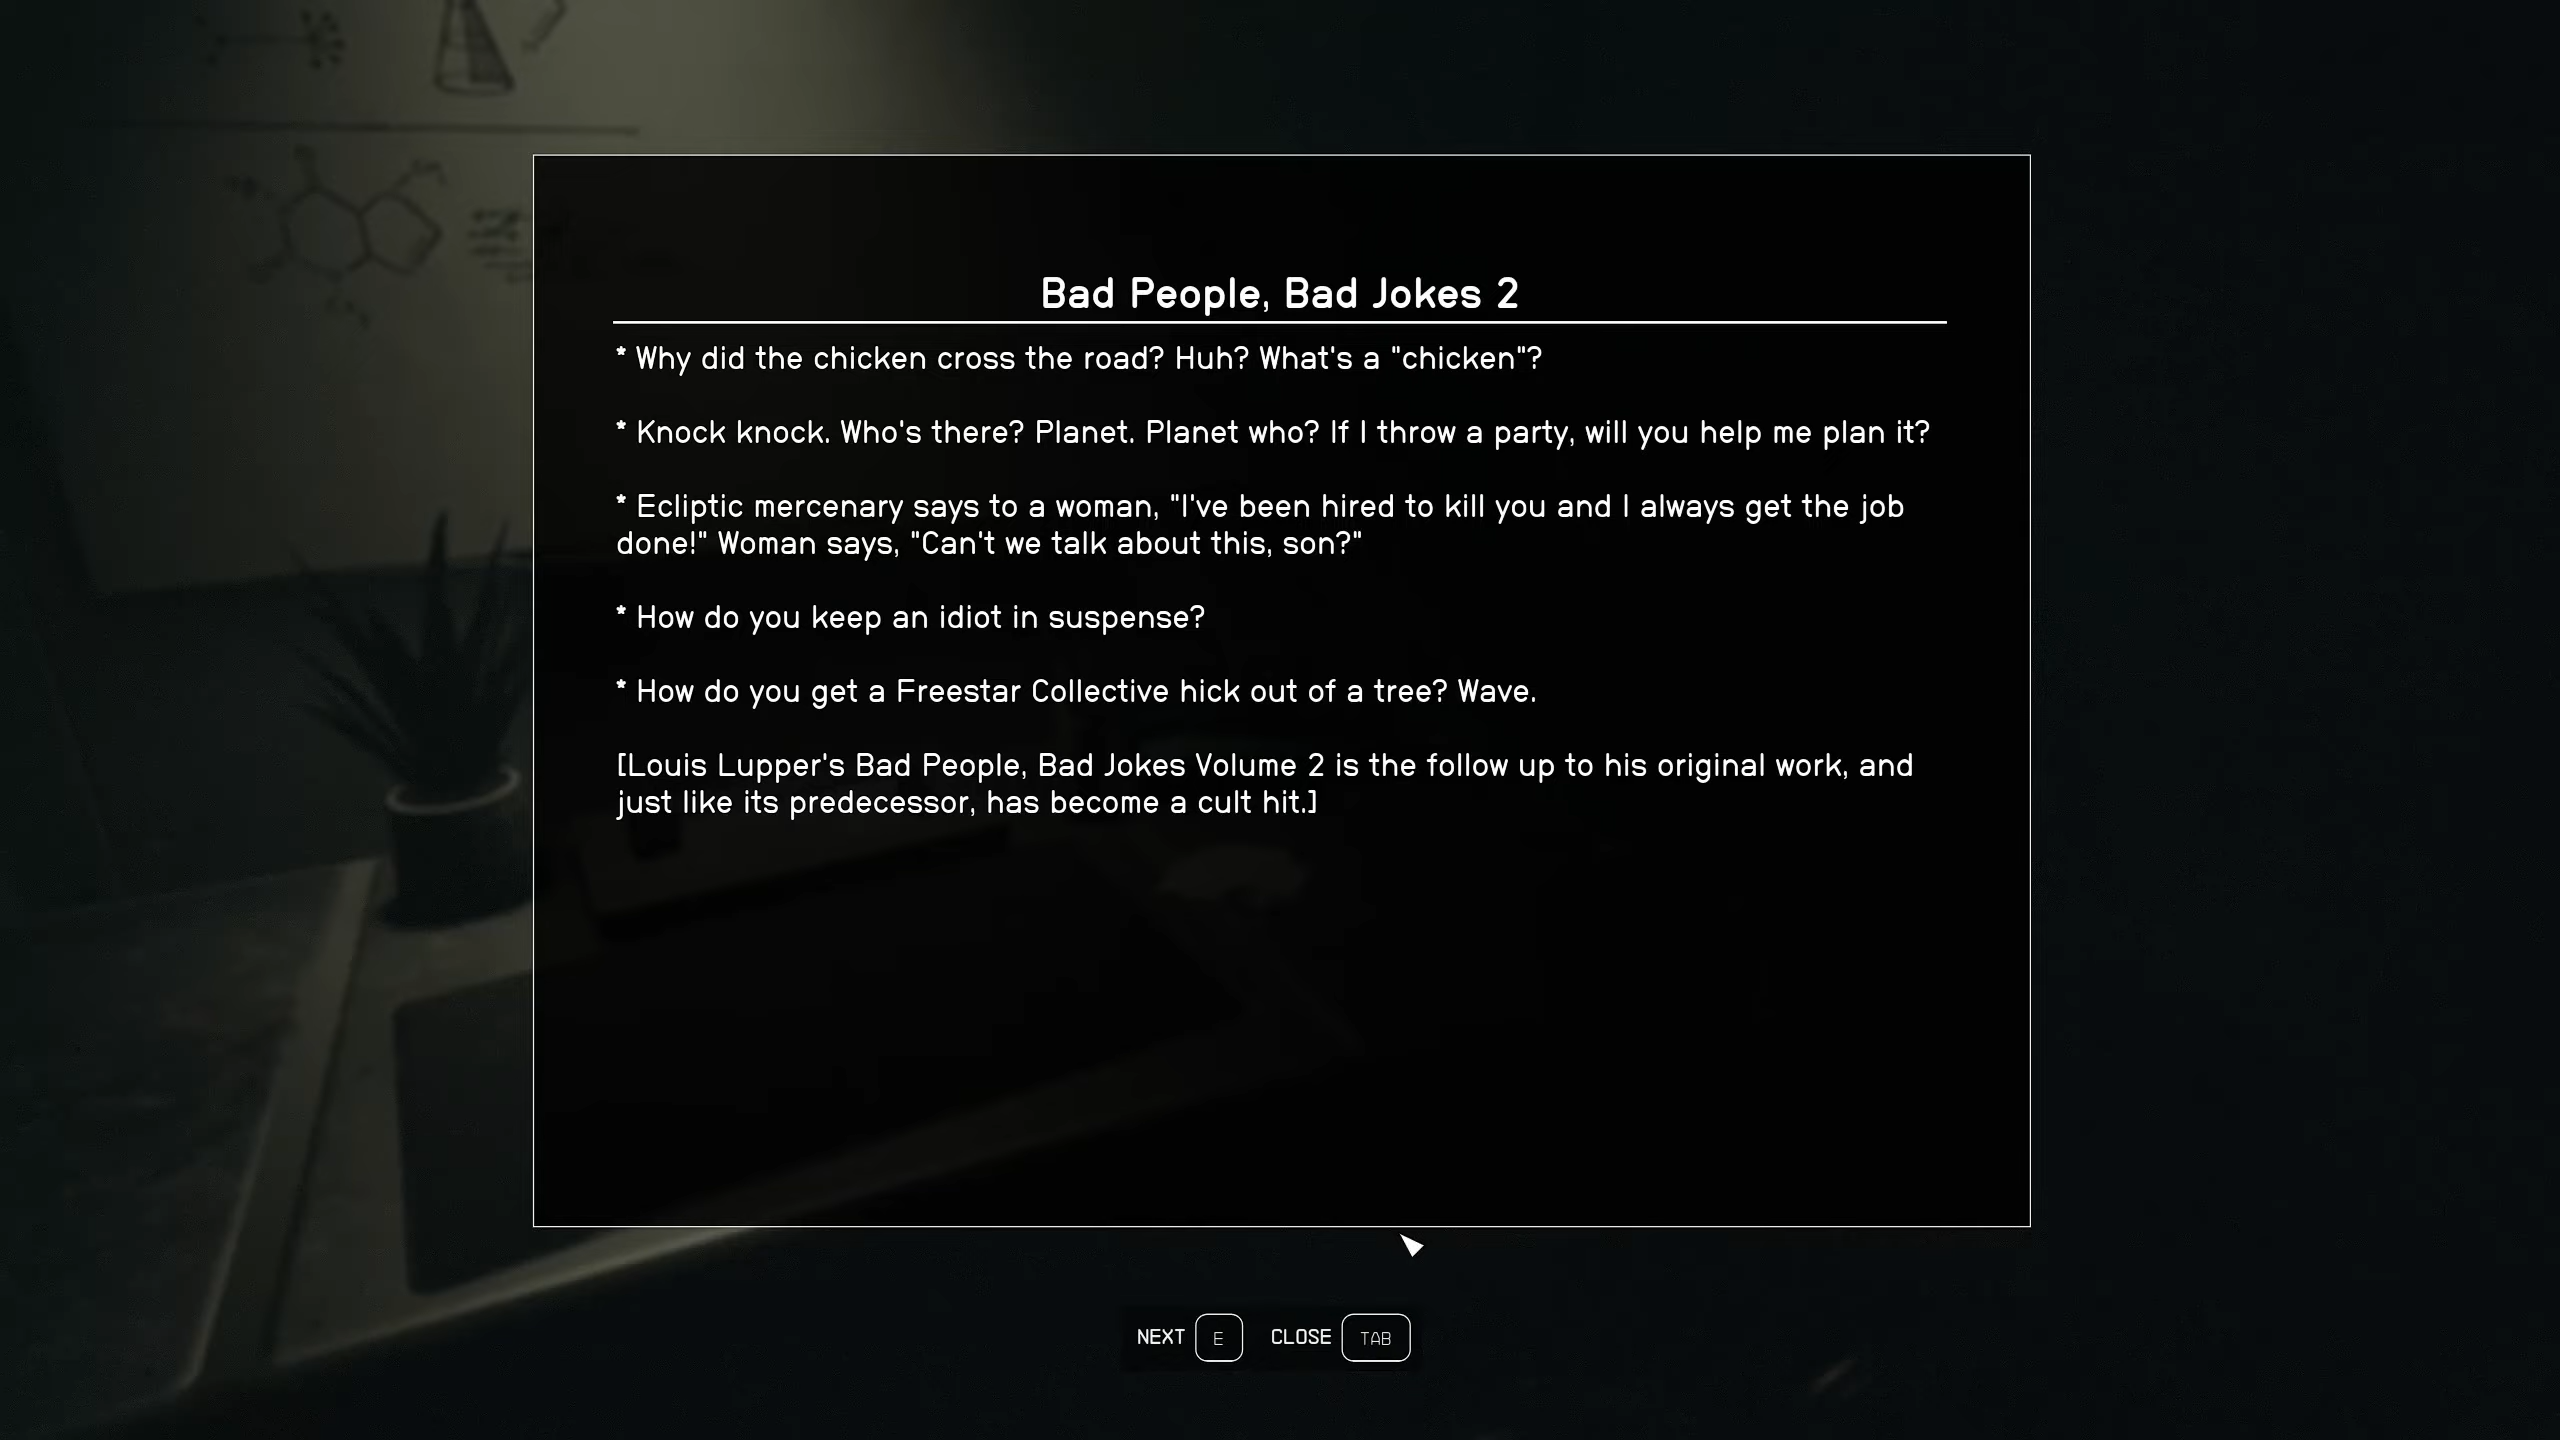 Bad People, Bad Jokes 2
* Why did the chicken cross the road? Huh? What's a "chicken"?
* Knock knock. Who's there? Planet. Planet who? If I throw a party, will you help me plan it?
* Ecliptic mercenary says to a woman, "I've been hired to kill you and I always get the job
done!" Woman says, "Can't we talk about this, son?"
* How do you keep an idiot in suspense?
* How do you get a Freestar Collective hick out of a tree? Wave.
[Louis Lupper's Bad People, Bad Jokes Volume 2 is the follow up to his original work, and
just like its predecessor, has become a cult hit.]
NEXT E CLOSE TAB